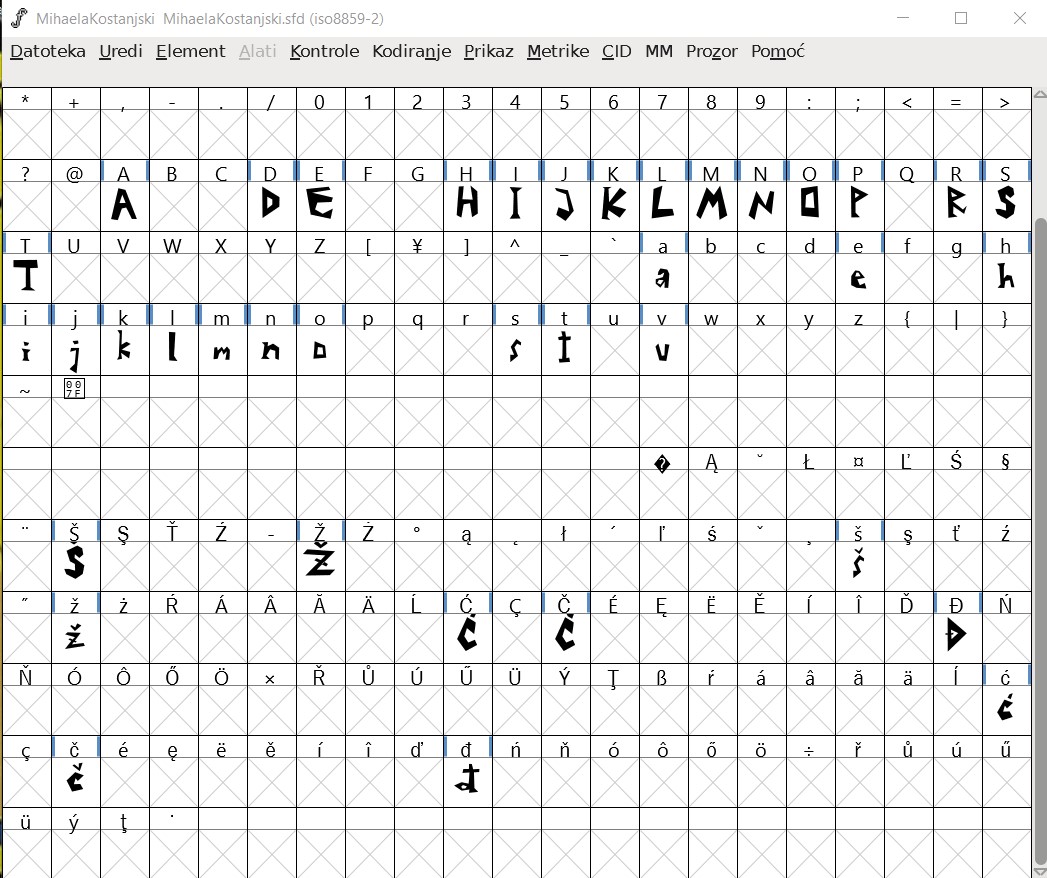 MihaelaKostanjski MihaelaKostanjski.sfd (iso8859-2)
Datoteka Uredi Element Alati Kontrole Kodiranje Prikaz Metrike CID MM Prozor Pomoć
* + , - . / 0 1 2 3 4 5 6 7 8 9 : ; < = >
? @ A B C D E F G H I J K L M N O P Q R S
A D E H I J K L M N O P R S
T U V W X Y Z [ ¥ ] ^ _ ` a b c d e f g h
T a e h
i j k l m n o p q r s t u v w x y z { | }
i j k l m n o s t v
~ 007F
� Ą ˘ Ł ¤ Ľ Ś §
¨ Š Ş Ť Ź - Ž Ż ° ą ˛ ł ´ ľ ś ˇ ¸ š ş ť ź
Š Ž š
˝ ž ż Ŕ Á Â Ă Ä Ĺ Ć Ç Č É Ę Ë Ě Í Î Ď Đ Ń
ž Ć Č Đ
Ň Ó Ô Ő Ö × Ř Ů Ú Ű Ü Ý Ţ ß ŕ á â ă ä ĺ ć
ć
ç č é ę ë ě í î ď đ ń ň ó ô ő ö ÷ ř ů ú ű
č đ
ü ý ţ ˙